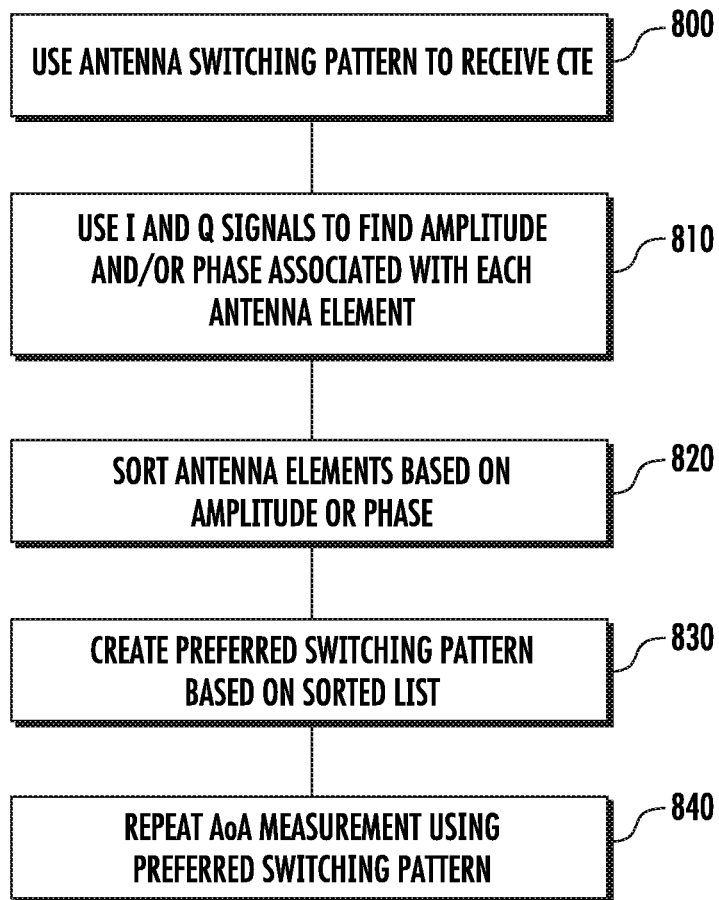 USE ANTENNA SWITCHING PATTERN TO RECEIVE CTE
800
USE I AND Q SIGNALS TO FIND AMPLITUDE
AND/OR PHASE ASSOCIATED WITH EACH
ANTENNA ELEMENT
810
SORT ANTENNA ELEMENTS BASED ON
AMPLITUDE OR PHASE
820
CREATE PREFERRED SWITCHING PATTERN
BASED ON SORTED LIST
830
REPEAT AoA MEASUREMENT USING
PREFERRED SWITCHING PATTERN
840